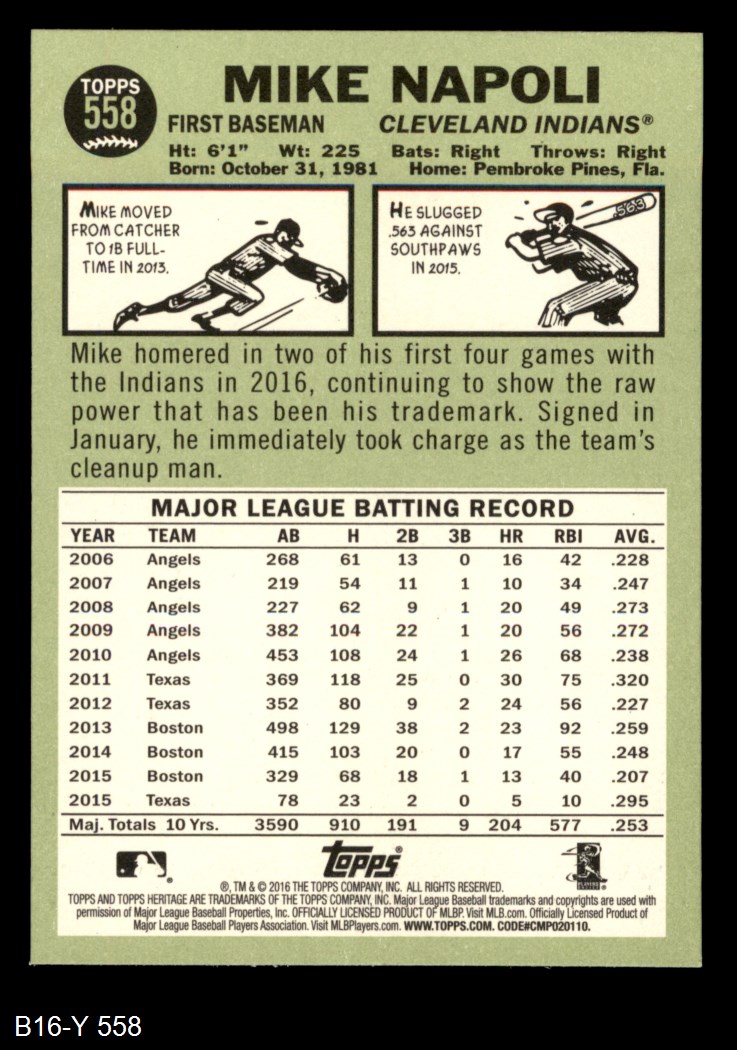 TOPPS
558
MIKE NAPOLI
FIRST BASEMAN CLEVELAND INDIANS®
Ht: 6'1" Wt: 225 Bats: Right Throws: Right
Born: October 31, 1981 Home: Pembroke Pines, Fla.
MIKE MOVED
FROM CATCHER
TO 1B FULL-
TIME IN 2013.
HE SLUGGED
.563 AGAINST
SOUTHPAWS
IN 2015.
.563
Mike homered in two of his first four games with
the Indians in 2016, continuing to show the raw
power that has been his trademark. Signed in
January, he immediately took charge as the team's
cleanup man.
MAJOR LEAGUE BATTING RECORD
YEAR TEAM AB H 2B 3B HR RBI AVG.
2006 Angels 268 61 13 0 16 42 .228
2007 Angels 219 54 11 1 10 34 .247
2008 Angels 227 62 9 1 20 49 .273
2009 Angels 382 104 22 1 20 56 .272
2010 Angels 453 108 24 1 26 68 .238
2011 Texas 369 118 25 0 30 75 .320
2012 Texas 352 80 9 2 24 56 .227
2013 Boston 498 129 38 2 23 92 .259
2014 Boston 415 103 20 0 17 55 .248
2015 Boston 329 68 18 1 13 40 .207
2015 Texas 78 23 2 0 5 10 .295
Maj. Totals 10 Yrs. 3590 910 191 9 204 577 .253
topps®
®, TM & © 2016 THE TOPPS COMPANY, INC. ALL RIGHTS RESERVED.
TOPPS AND TOPPS HERITAGE ARE TRADEMARKS OF THE TOPPS COMPANY, INC. Major League Baseball trademarks and copyrights are used with
permission of Major League Baseball Properties, Inc. OFFICIALLY LICENSED PRODUCT OF MLBP. Visit MLB.com. Officially Licensed Product of
Major League Baseball Players Association. Visit MLBPlayers.com. WWW.TOPPS.COM. CODE#CMP020110.
B16-Y 558